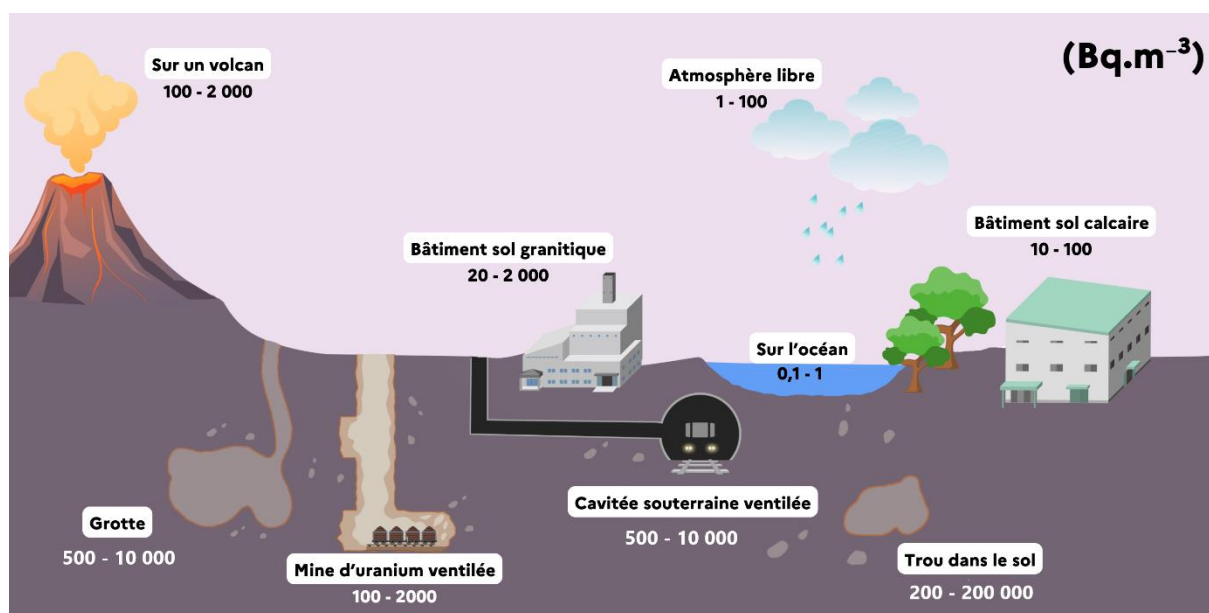 (Bq.m⁻³)
Sur un volcan
100 - 2 000
Atmosphère libre
1 - 100
Bâtiment sol granitique
20 - 2 000
Bâtiment sol calcaire
10 - 100
Sur l'océan
0,1 - 1
Grotte
500 - 10 000
Mine d'uranium ventilée
100 - 2000
Cavitée souterraine ventilée
500 - 10 000
Trou dans le sol
200 - 200 000